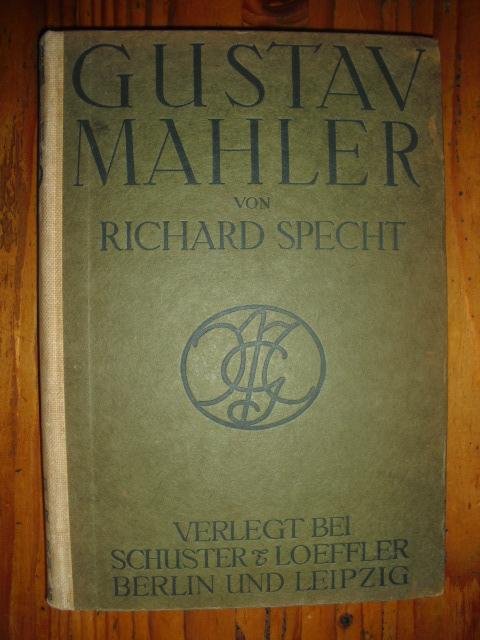 GUSTAV
MAHLER
VON
RICHARD SPECHT
VERLEGT BEI
SCHUSTER & LOEFFLER
BERLIN UND LEIPZIG